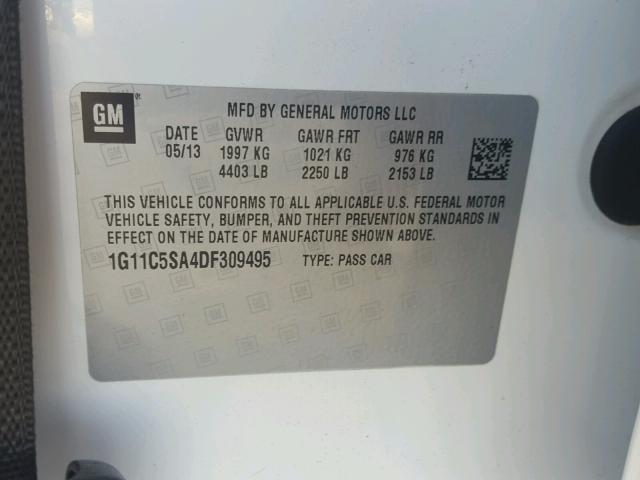 GM
MFD BY GENERAL MOTORS LLC
DATE GVWR GAWR FRT GAWR RR
05/13 1997 KG 1021 KG 976 KG
4403 LB 2250 LB 2153 LB
THIS VEHICLE CONFORMS TO ALL APPLICABLE U.S. FEDERAL MOTOR
VEHICLE SAFETY, BUMPER, AND THEFT PREVENTION STANDARDS IN
EFFECT ON THE DATE OF MANUFACTURE SHOWN ABOVE.
1G11C5SA4DF309495 TYPE: PASS CAR